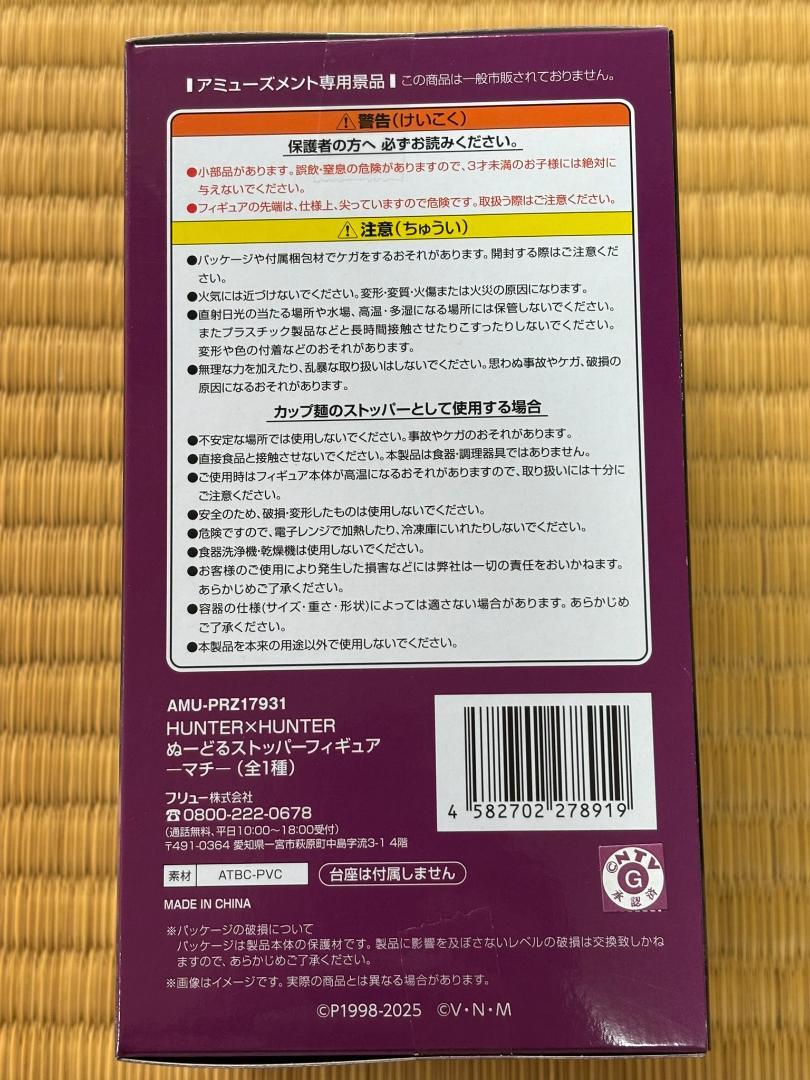 アミューズメント専用景品 この商品は一般市販されておりません。
⚠警告(けいこく)
保護者の方へ 必ずお読みください。
●小部品があります。誤飲・窒息の危険がありますので、3才未満のお子様には絶対に
与えないでください。
●フィギュアの先端は、仕様上、尖っていますので危険です。取扱う際はご注意ください。
⚠注意(ちゅうい)
●パッケージや付属梱包材でケガをするおそれがあります。開封する際はご注意くだ
さい。
●火気には近づけないでください。変形・変質・火傷または火災の原因になります。
●直射日光の当たる場所や水場、高温・多湿になる場所には保管しないでください。
またプラスチック製品などと長時間接触させたりこすったりしないでください。
変形や色の付着などのおそれがあります。
●無理な力を加えたり、乱暴な取り扱いはしないでください。思わぬ事故やケガ、破損の
原因になるおそれがあります。
カップ麺のストッパーとして使用する場合
●不安定な場所では使用しないでください。事故やケガのおそれがあります。
●直接食品と接触させないでください。本製品は食器・調理器具ではありません。
●ご使用時はフィギュア本体が高温になるおそれがありますので、取り扱いには十分に
ご注意ください。
●安全のため、破損・変形したものは使用しないでください。
●危険ですので、電子レンジで加熱したり、冷凍庫にいれたりしないでください。
●食器洗浄機・乾燥機は使用しないでください。
●お客様のご使用により発生した損害などには弊社は一切の責任をおいかねます。
あらかじめご了承ください。
●容器の仕様(サイズ・重さ・形状)によっては適さない場合があります。あらかじめ
ご了承ください。
●本製品を本来の用途以外で使用しないでください。
AMU-PRZ17931
HUNTER×HUNTER
ぬーどるストッパーフィギュア
―マチ―(全1種)
フリュー株式会社
☎0800-222-0678
(通話無料、平日10:00〜18:00受付)
〒491-0364 愛知県一宮市萩原町中島字流3-1 4階
4 582702 278919
素材 ATBC-PVC 台座は付属しません
©NTV
G
承認済
MADE IN CHINA
※パッケージの破損について
パッケージは製品本体の保護材です。製品に影響を及ぼさないレベルの破損は交換致しかね
ますので、あらかじめご了承ください。
※画像はイメージです。実際の商品とは異なる場合があります。
©P1998-2025 ©V・N・M